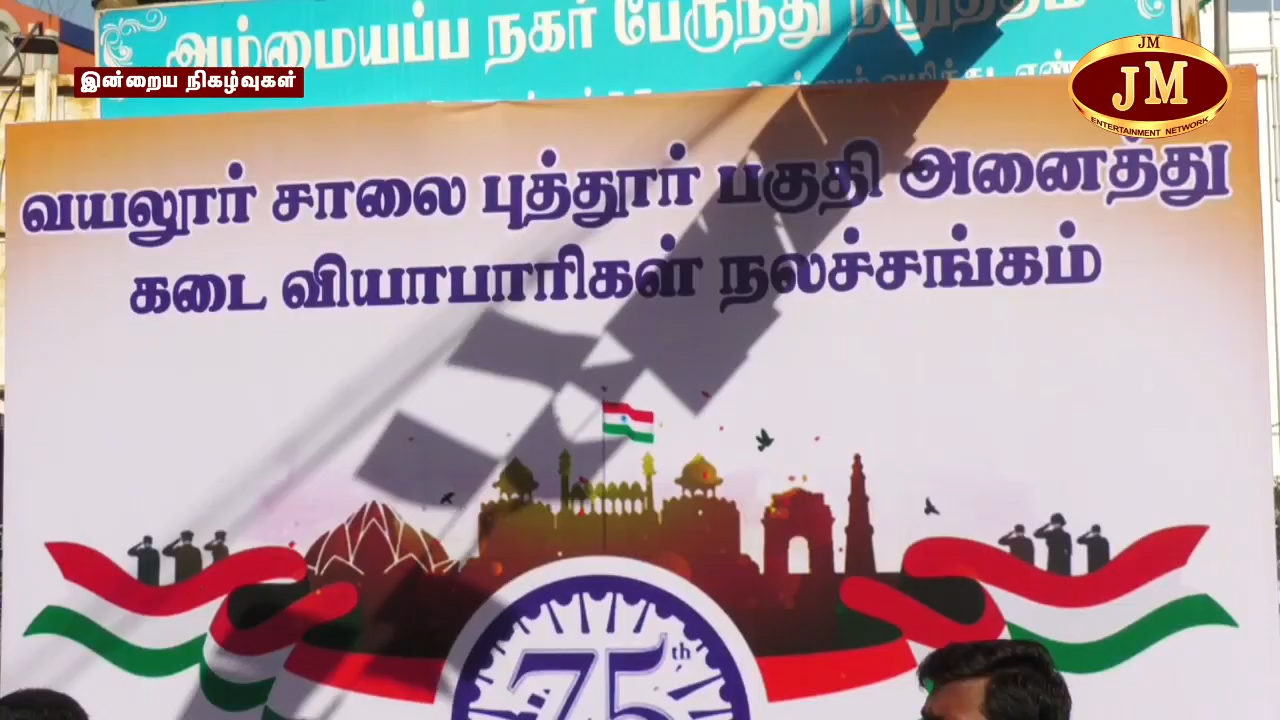 அம்மையப்ப நகர் பேருந்து நிறுத்தம்
இன்றைய நிகழ்வுகள்
JM
JM
ENTERTAINMENT NETWORK
வயலூர் சாலை புத்தூர் பகுதி அனைத்து
கடை வியாபாரிகள் நலச்சங்கம்
75th